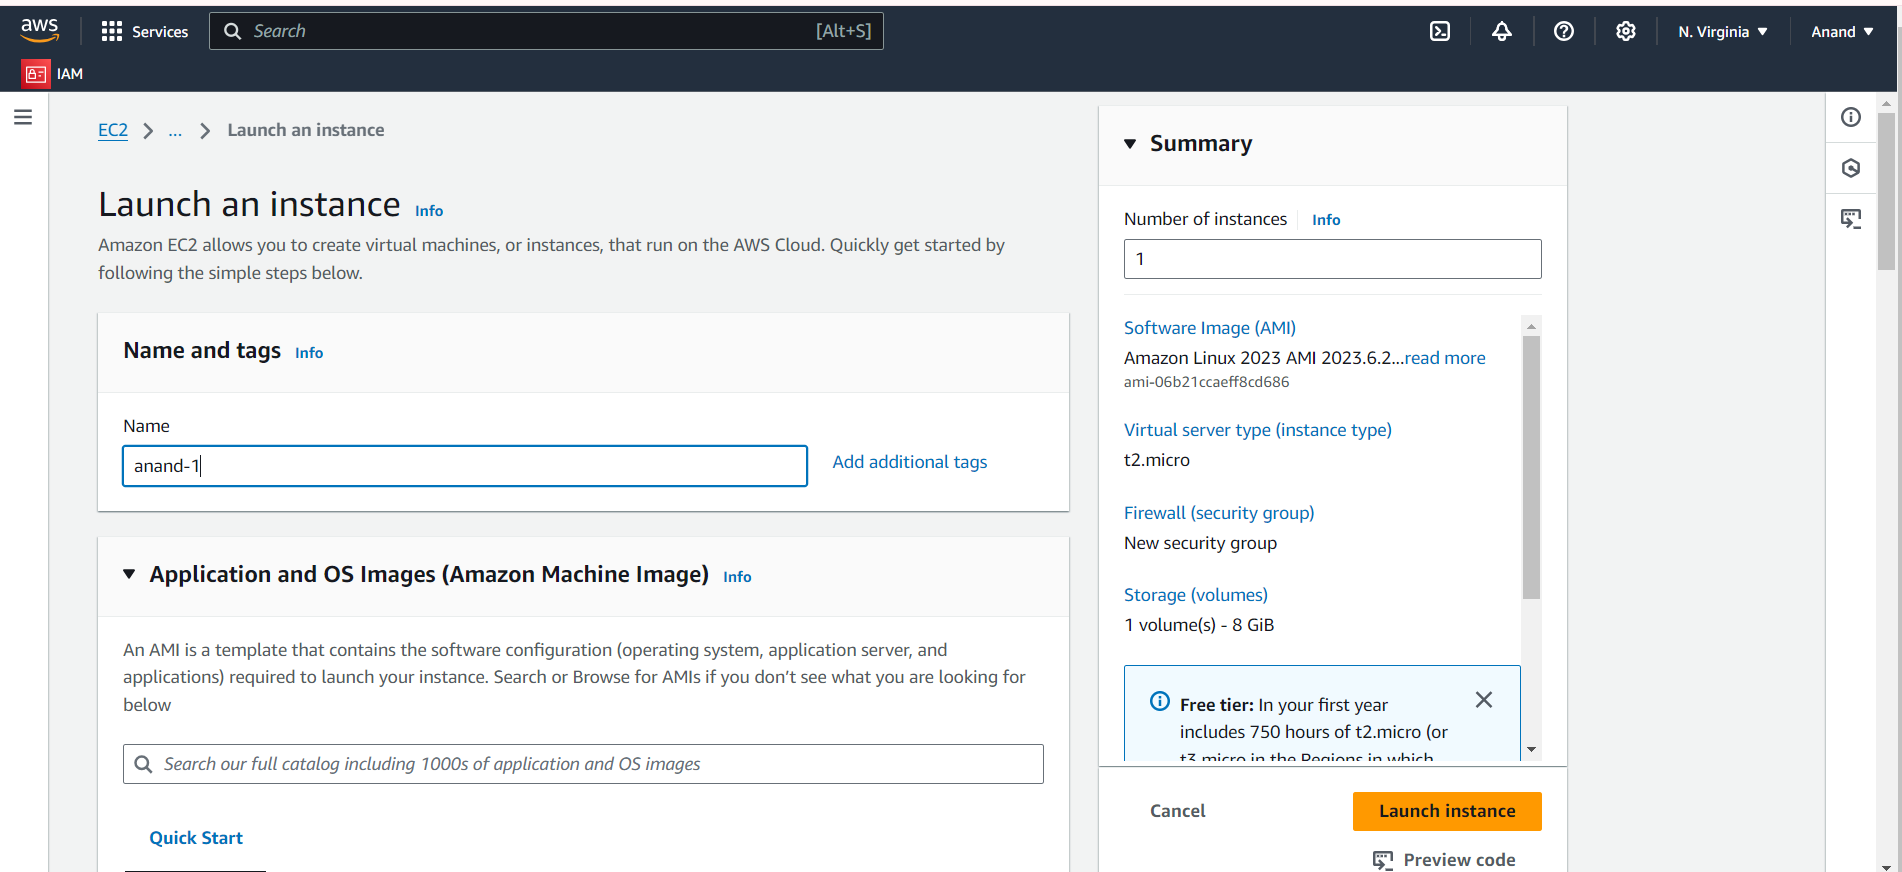 aws Services Search [Alt+S] N. Virginia Anand
IAM
EC2 ... Launch an instance
Launch an instance Info
Amazon EC2 allows you to create virtual machines, or instances, that run on the AWS Cloud. Quickly get started by
following the simple steps below.
Name and tags Info
Name
anand-1
Add additional tags
Application and OS Images (Amazon Machine Image) Info
An AMI is a template that contains the software configuration (operating system, application server, and
applications) required to launch your instance. Search or Browse for AMIs if you don’t see what you are looking for
below
Search our full catalog including 1000s of application and OS images
Quick Start
Summary
Number of instances Info
1
Software Image (AMI)
Amazon Linux 2023 AMI 2023.6.2...read more
ami-06b21ccaeff8cd686
Virtual server type (instance type)
t2.micro
Firewall (security group)
New security group
Storage (volumes)
1 volume(s) - 8 GiB
Free tier: In your first year
includes 750 hours of t2.micro (or
t3.micro in the Regions in which
Cancel
Launch instance
Preview code